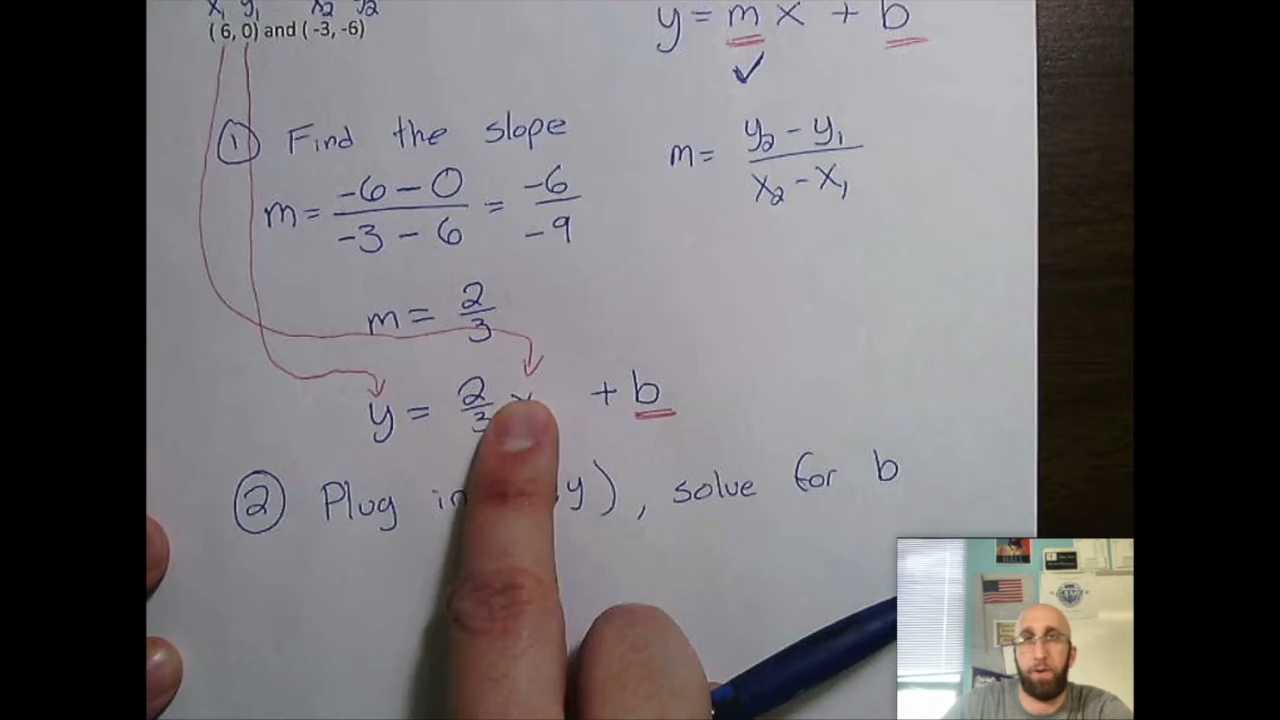 x₁ y₁ x₂ y₂
( 6, 0) and ( -3, -6)
y = m x + b
✓
① Find the slope
m = (y₂ - y₁)/(x₂ - x₁)
m = (-6 - 0)/(-3 - 6) = -6/-9
m = 2/3
y = 2/3 x + b
② Plug in y), solve for b
HALL